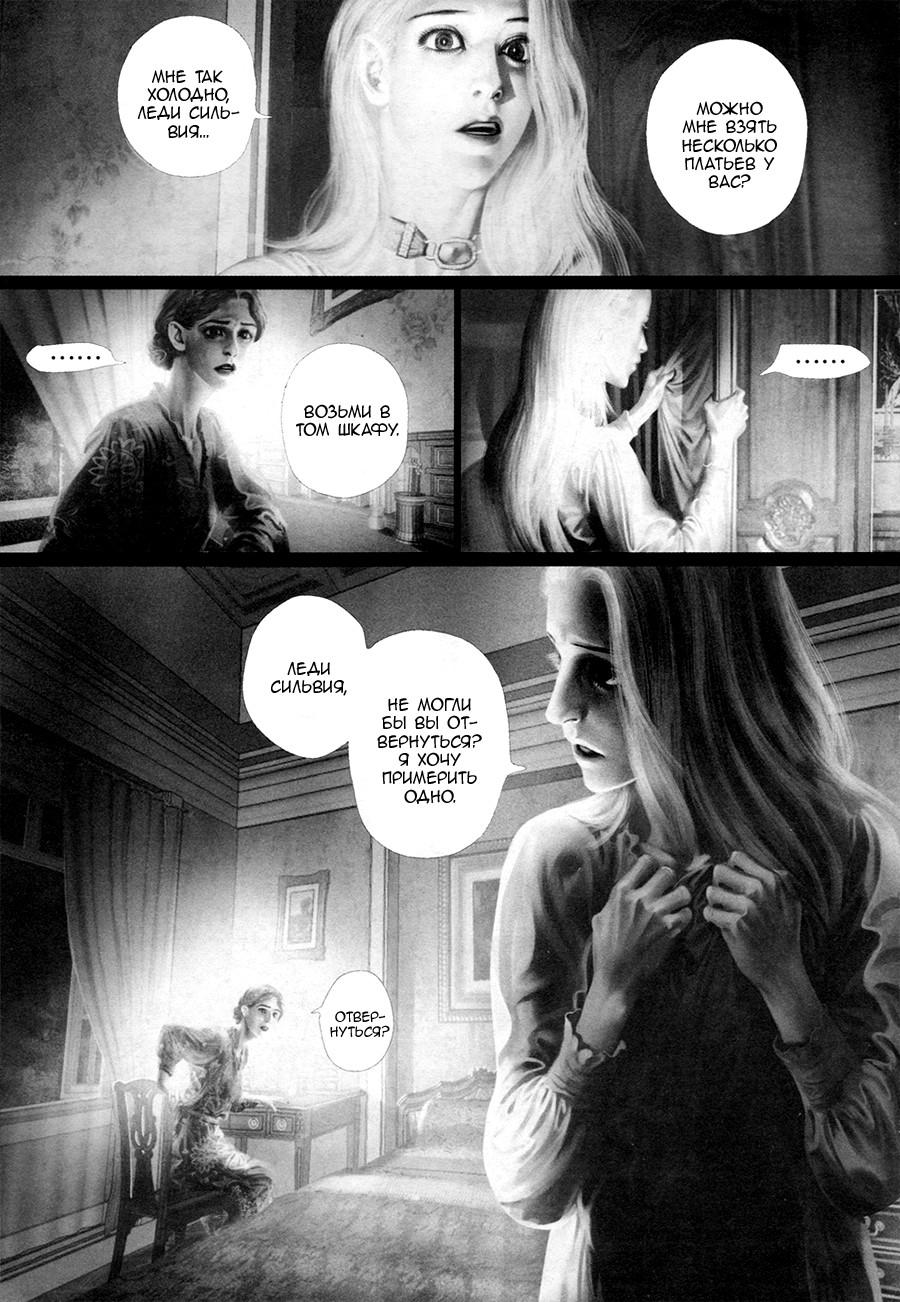 МНЕ ТАК
ХОЛОДНО,
ЛЕДИ СИЛЬ-
ВИЯ...
МОЖНО
МНЕ ВЗЯТЬ
НЕСКОЛЬКО
ПЛАТЬЕВ У
ВАС?
......
ВОЗЬМИ В
ТОМ ШКАФУ.
......
ЛЕДИ
СИЛЬВИЯ,
НЕ МОГЛИ
БЫ ВЫ ОТ-
ВЕРНУТЬСЯ?
Я ХОЧУ
ПРИМЕРИТЬ
ОДНО.
ОТВЕР-
НУТЬСЯ?